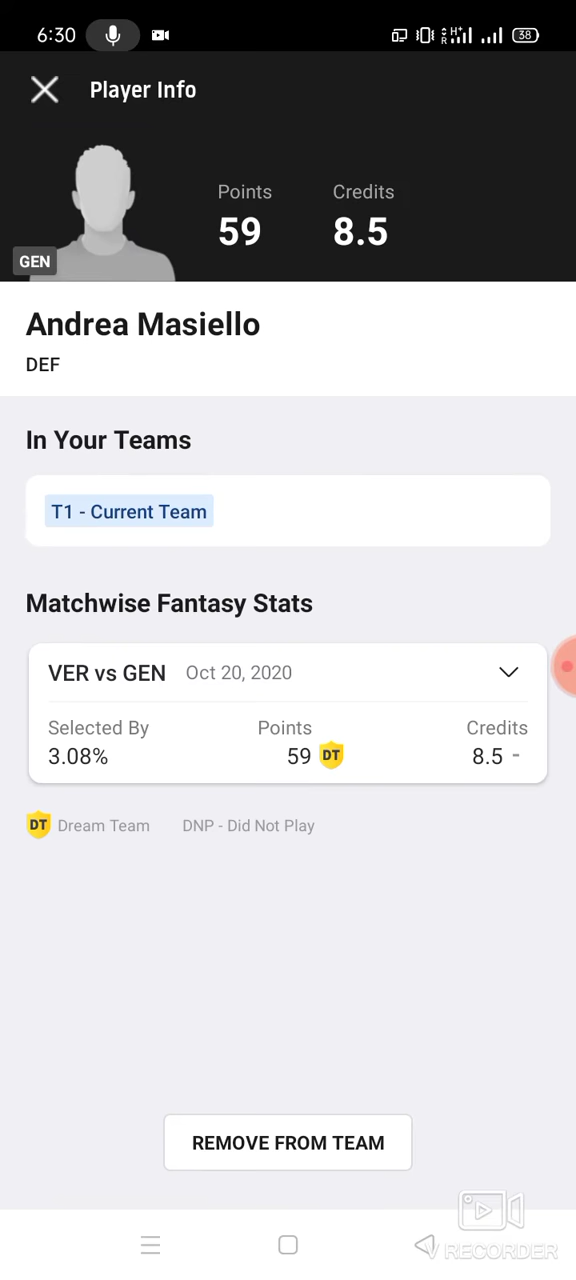 6:30
38
Player Info
Points
Credits
59
8.5
GEN
Andrea Masiello
DEF
In Your Teams
T1 - Current Team
Matchwise Fantasy Stats
VER vs GEN Oct 20, 2020
Selected By Points Credits
3.08% 59 DT 8.5 -
DT Dream Team DNP - Did Not Play
REMOVE FROM TEAM
V RECORDER